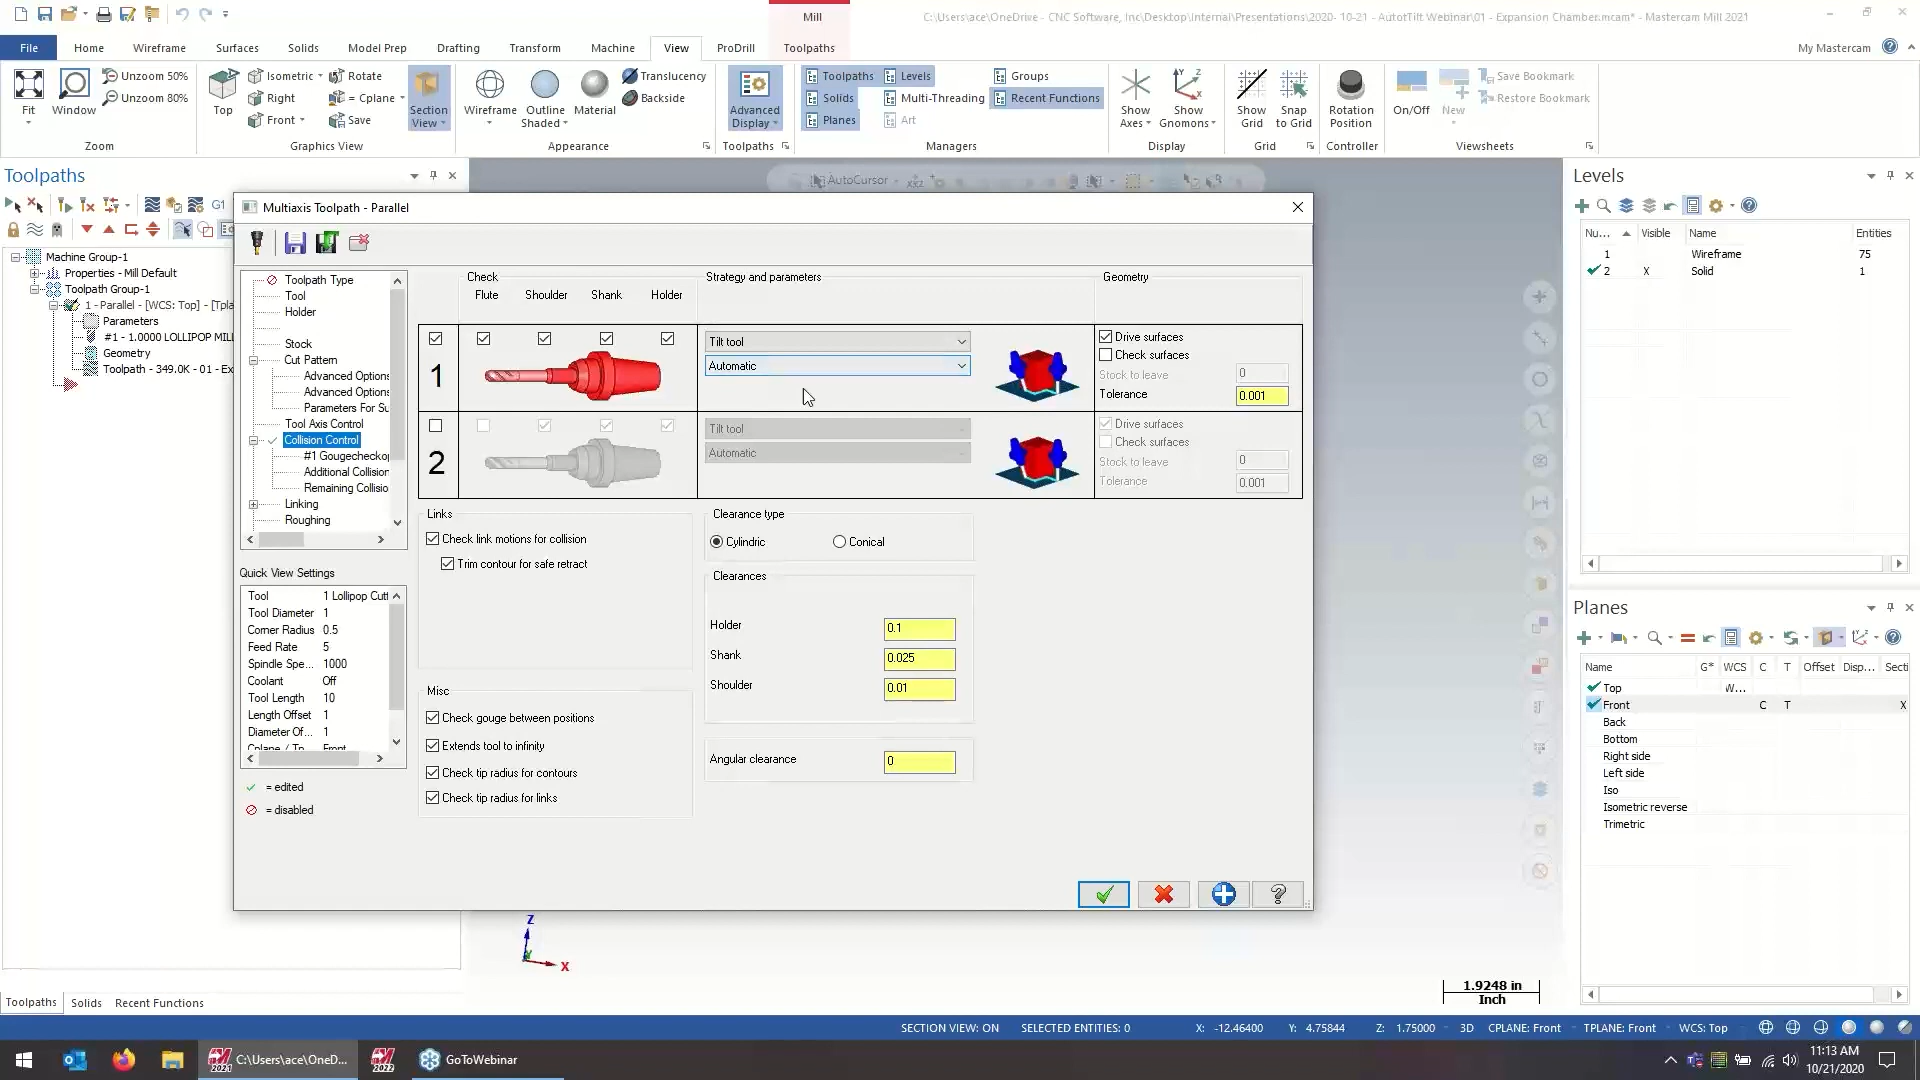 Mill
C:\Users\ace\OneDrive - CNC Software, Inc\Desktop\Internal\Presentations\2020- 10-21 - AutotTilt Webinar\01 - Expansion Chamber.mcam* - Mastercam Mill 2021
File Home Wireframe Surfaces Solids Model Prep Drafting Transform Machine View ProDrill Toolpaths My Mastercam
Fit
Window
Unzoom 50%
Unzoom 80%
Zoom
Top
Isometric
Right
Front
Rotate
= Cplane
Save
Section View
Graphics View
Wireframe
Outline Shaded
Material
Translucency
Backside
Appearance
Advanced Display
Toolpaths
Toolpaths
Solids
Planes
Levels
Multi-Threading
Art
Groups
Recent Functions
Managers
Show Axes
Show Gnomons
Display
Show Grid
Snap to Grid
Grid
Rotation Position
Controller
On/Off
New
Save Bookmark
Restore Bookmark
Viewsheets
Toolpaths
G1
Machine Group-1
Properties - Mill Default
Toolpath Group-1
1 - Parallel - [WCS: Top] - [Tpla
Parameters
#1 - 1.0000 LOLLIPOP MILL
Geometry
Toolpath - 349.0K - 01 - Ex
AutoCursor
Multiaxis Toolpath - Parallel
Toolpath Type
Tool
Holder
Stock
Cut Pattern
Advanced Options
Advanced Options
Parameters For Su
Tool Axis Control
Collision Control
#1 Gougecheckop
Additional Collision
Remaining Collisio
Linking
Roughing
Quick View Settings
Tool 1 Lollipop Cutt
Tool Diameter 1
Corner Radius 0.5
Feed Rate 5
Spindle Spe... 1000
Coolant Off
Tool Length 10
Length Offset 1
Diameter Of... 1
Cplane / Tp... Front
= edited
= disabled
Check
Flute Shoulder Shank Holder
Strategy and parameters
Geometry
1
Tilt tool
Automatic
Drive surfaces
Check surfaces
Stock to leave 0
Tolerance 0.001
2
Tilt tool
Automatic
Drive surfaces
Check surfaces
Stock to leave 0
Tolerance 0.001
Links
Check link motions for collision
Trim contour for safe retract
Misc
Check gouge between positions
Extends tool to infinity
Check tip radius for contours
Check tip radius for links
Clearance type
Cylindric Conical
Clearances
Holder 0.1
Shank 0.025
Shoulder 0.01
Angular clearance 0
Z
Y
X
1.9248 in
Inch
Levels
Nu... Visible Name Entities
1 Wireframe 75
2 X Solid 1
Planes
Name G* WCS C T Offset Disp... Secti
Top W...
Front C T X
Back
Bottom
Right side
Left side
Iso
Isometric reverse
Trimetric
Toolpaths Solids Recent Functions
SECTION VIEW: ON SELECTED ENTITIES: 0 X: -12.46400 Y: 4.75844 Z: 1.75000 3D CPLANE: Front TPLANE: Front WCS: Top
2021 C:\Users\ace\OneD... 2022 GoToWebinar
11:13 AM
10/21/2020